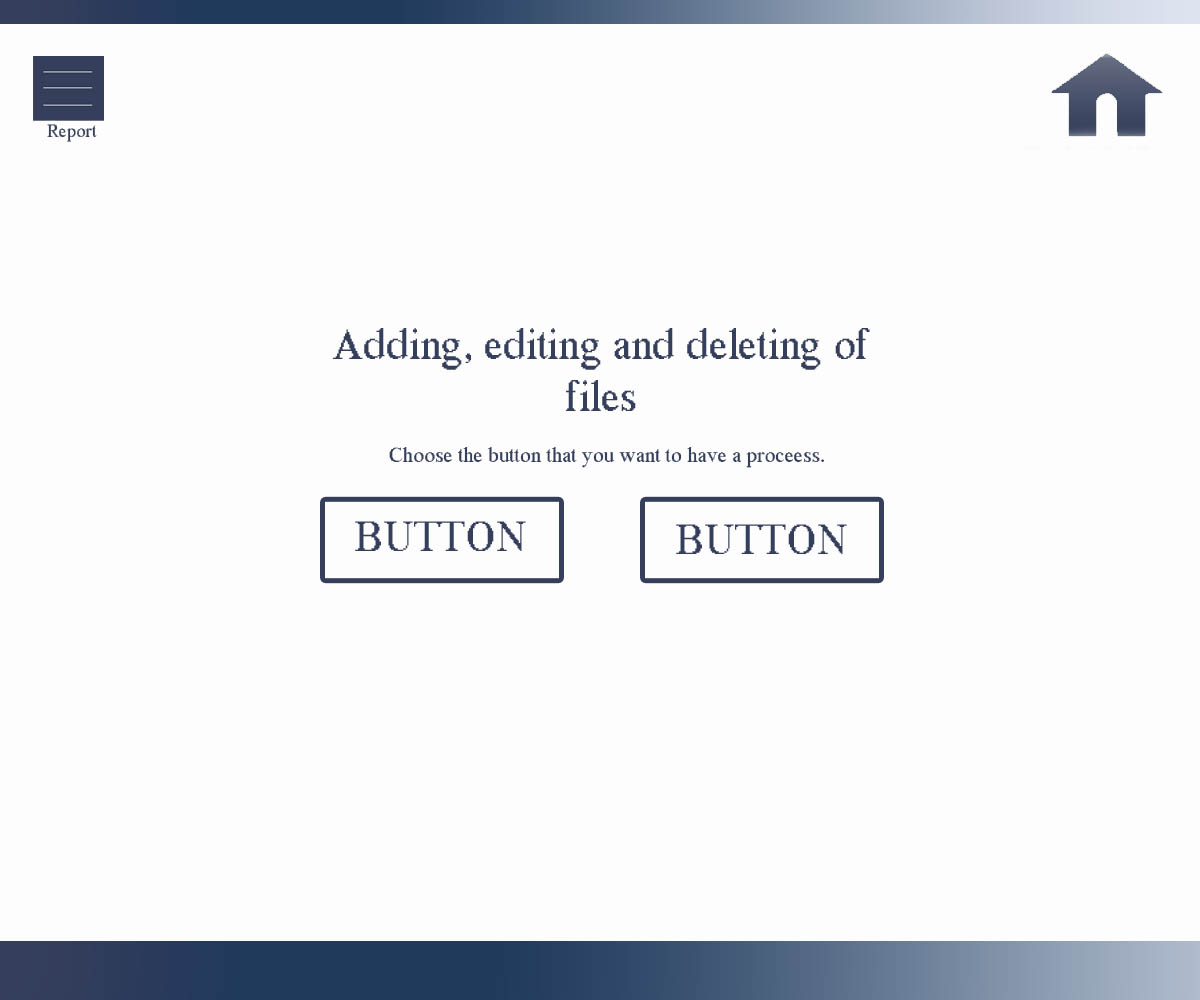 Report
Adding, editing and deleting of
files
Choose the button that you want to have a proceess.
BUTTON
BUTTON